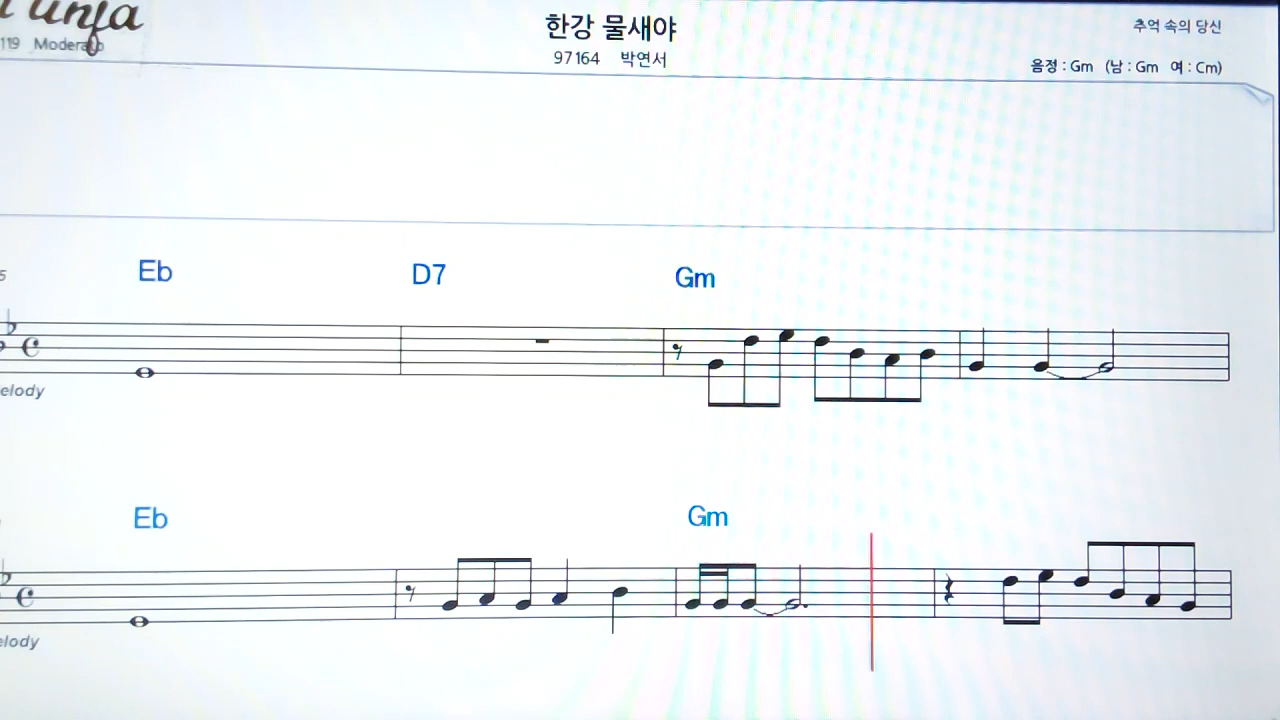 한강 물새야
추억 속의 당신
119 Moderato
97164 박연서
음정 : Gm (남 : Gm 여 : Cm)
5
Eb D7 Gm
elody
Eb Gm
elody